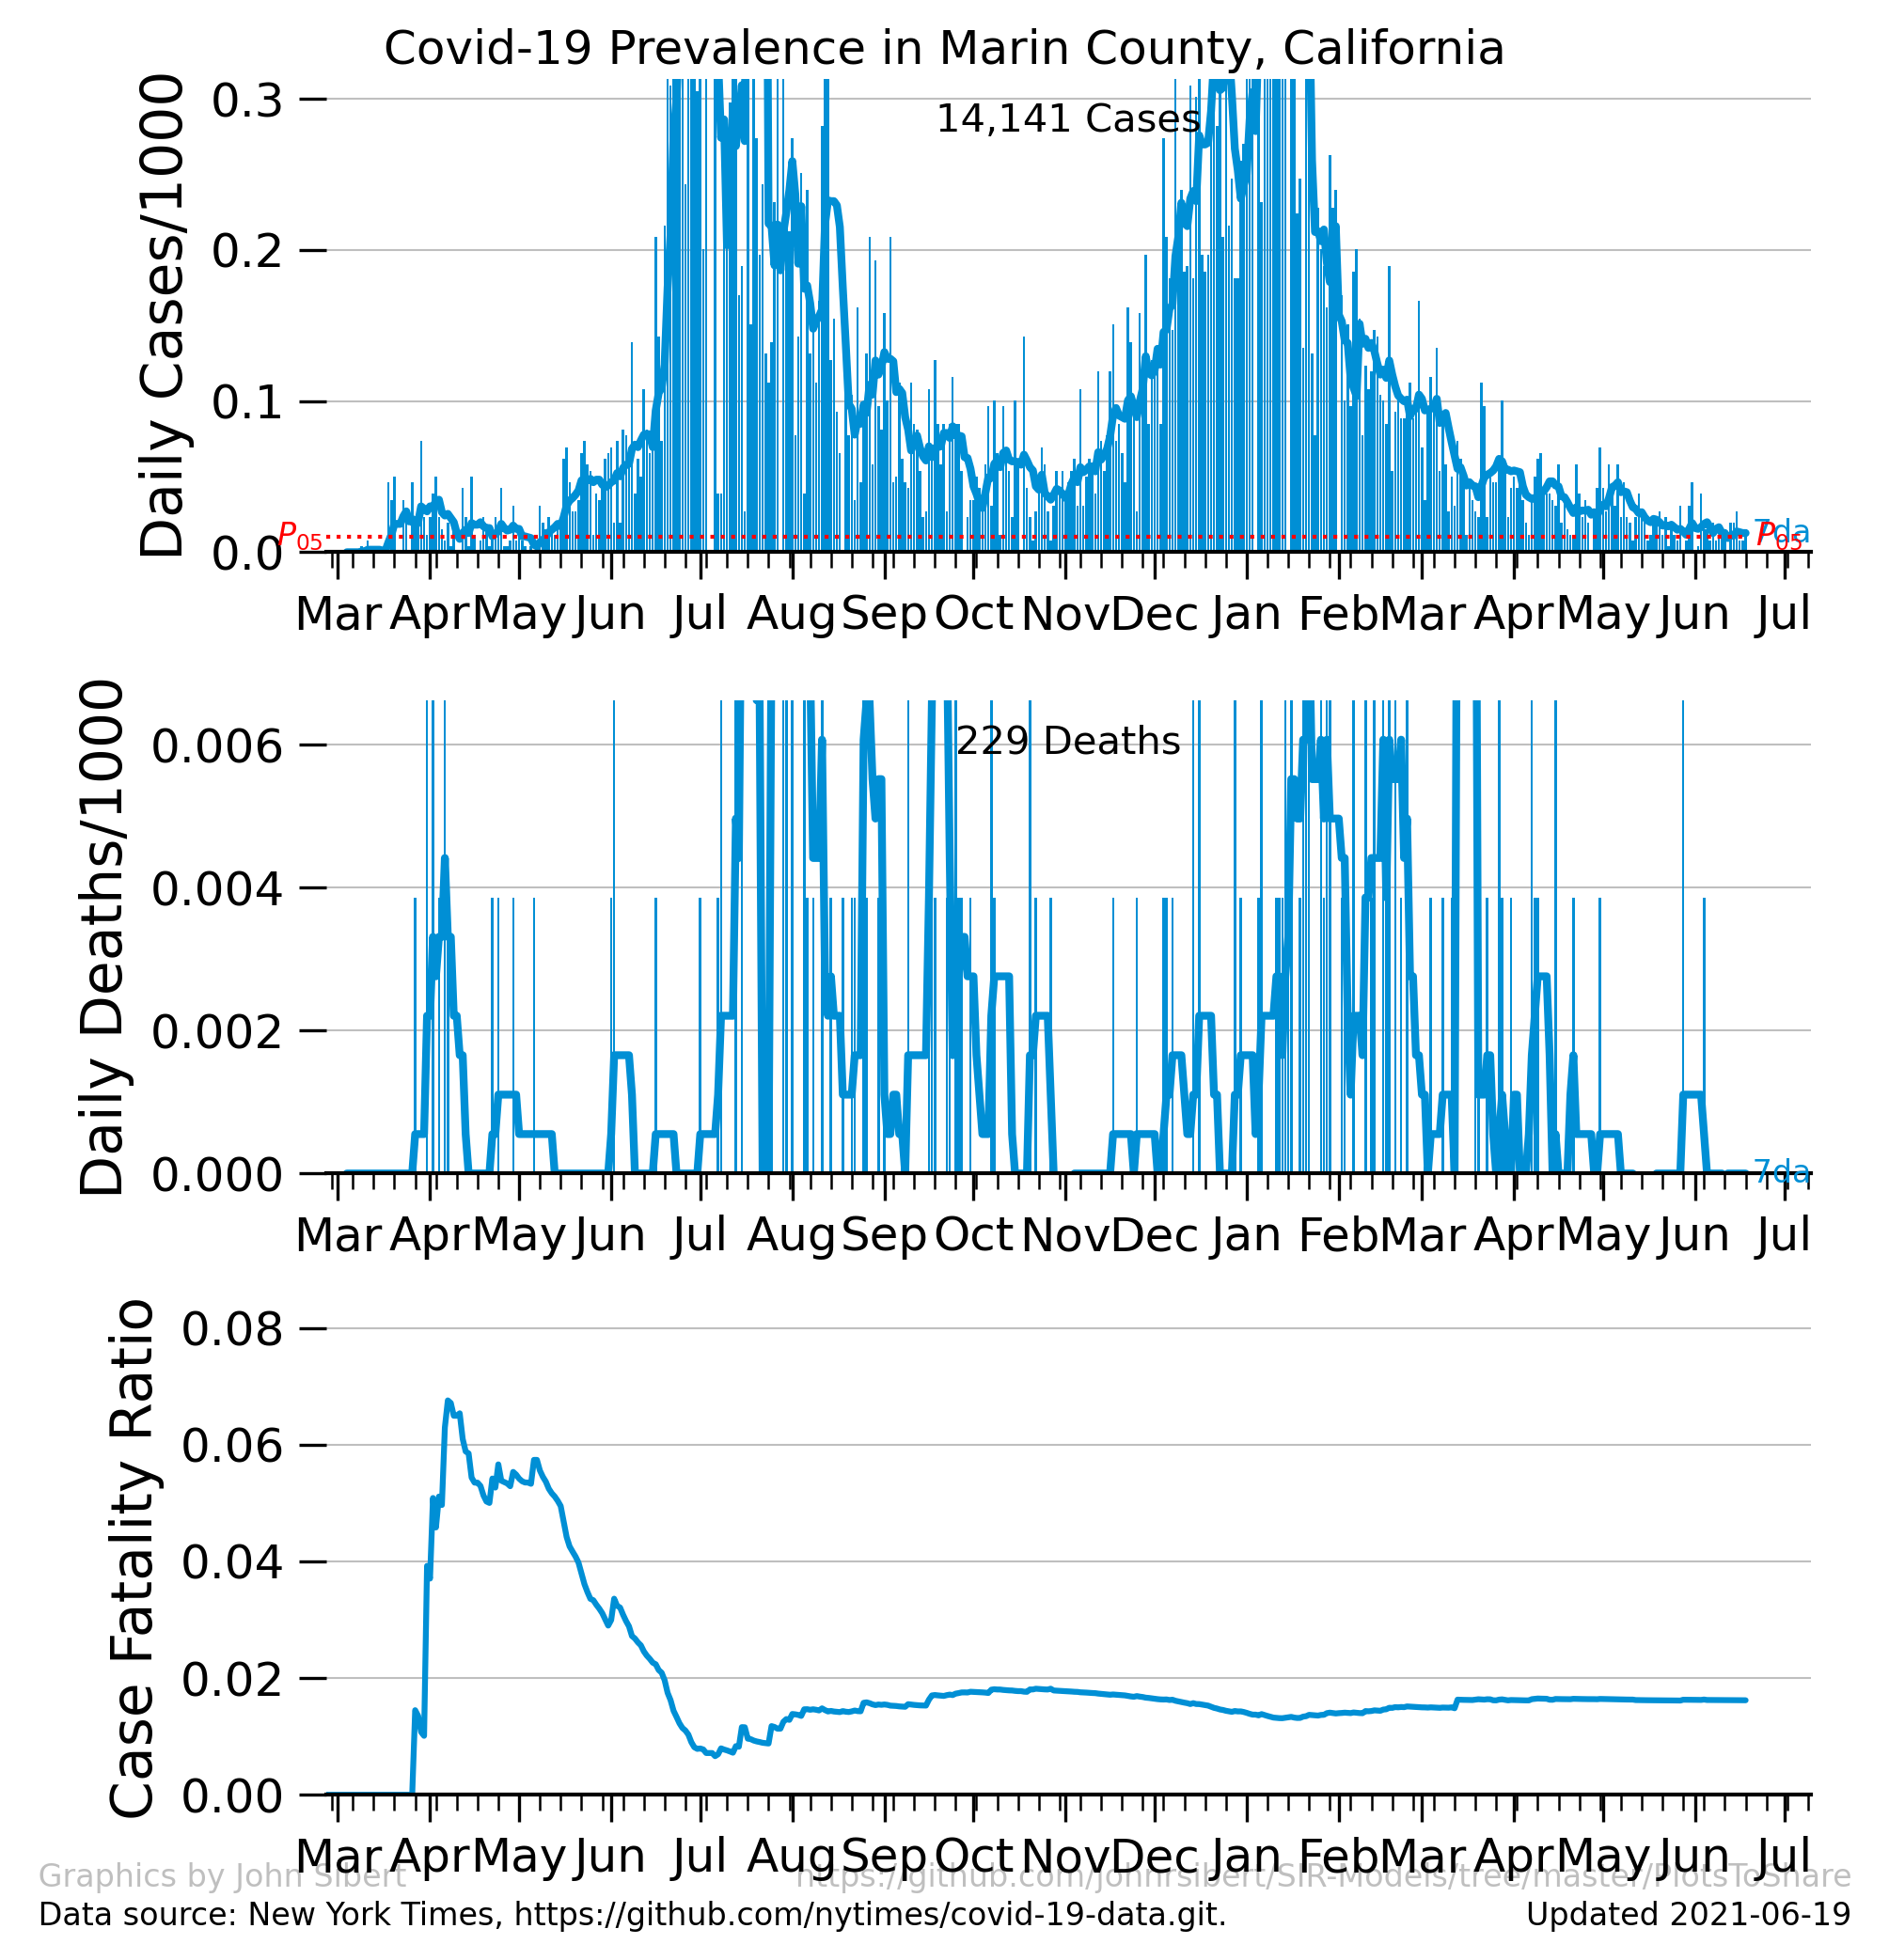 Covid-19 Prevalence in Marin County, California
Daily Cases/1000
0.3
0.2
0.1
0.0
14,141 Cases
P05
7da
P05
Mar Apr May Jun Jul Aug Sep Oct Nov Dec Jan Feb Mar Apr May Jun Jul
Daily Deaths/1000
0.006
0.004
0.002
0.000
229 Deaths
7da
Mar Apr May Jun Jul Aug Sep Oct Nov Dec Jan Feb Mar Apr May Jun Jul
Case Fatality Ratio
0.08
0.06
0.04
0.02
0.00
Mar Apr May Jun Jul Aug Sep Oct Nov Dec Jan Feb Mar Apr May Jun Jul
Graphics by John Sibert https://github.com/johnrsibert/SIR-Models/tree/master/PlotsToShare
Data source: New York Times, https://github.com/nytimes/covid-19-data.git. Updated 2021-06-19